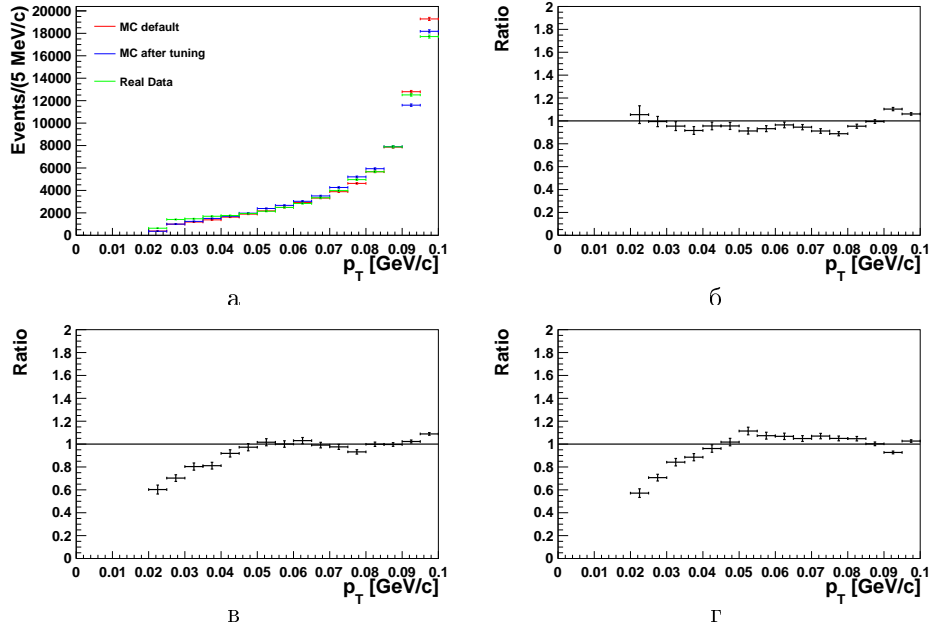 Events/(5 MeV/c)
20000
18000
16000
14000
12000
10000
8000
6000
4000
2000
0
MC default
MC after tuning
Real Data
0 0.01 0.02 0.03 0.04 0.05 0.06 0.07 0.08 0.09 0.1
p_T [GeV/c]
а
Ratio
2
1.8
1.6
1.4
1.2
1
0.8
0.6
0.4
0.2
0
0 0.01 0.02 0.03 0.04 0.05 0.06 0.07 0.08 0.09 0.1
p_T [GeV/c]
б
Ratio
2
1.8
1.6
1.4
1.2
1
0.8
0.6
0.4
0.2
0
0 0.01 0.02 0.03 0.04 0.05 0.06 0.07 0.08 0.09 0.1
p_T [GeV/c]
в
Ratio
2
1.8
1.6
1.4
1.2
1
0.8
0.6
0.4
0.2
0
0 0.01 0.02 0.03 0.04 0.05 0.06 0.07 0.08 0.09 0.1
p_T [GeV/c]
г